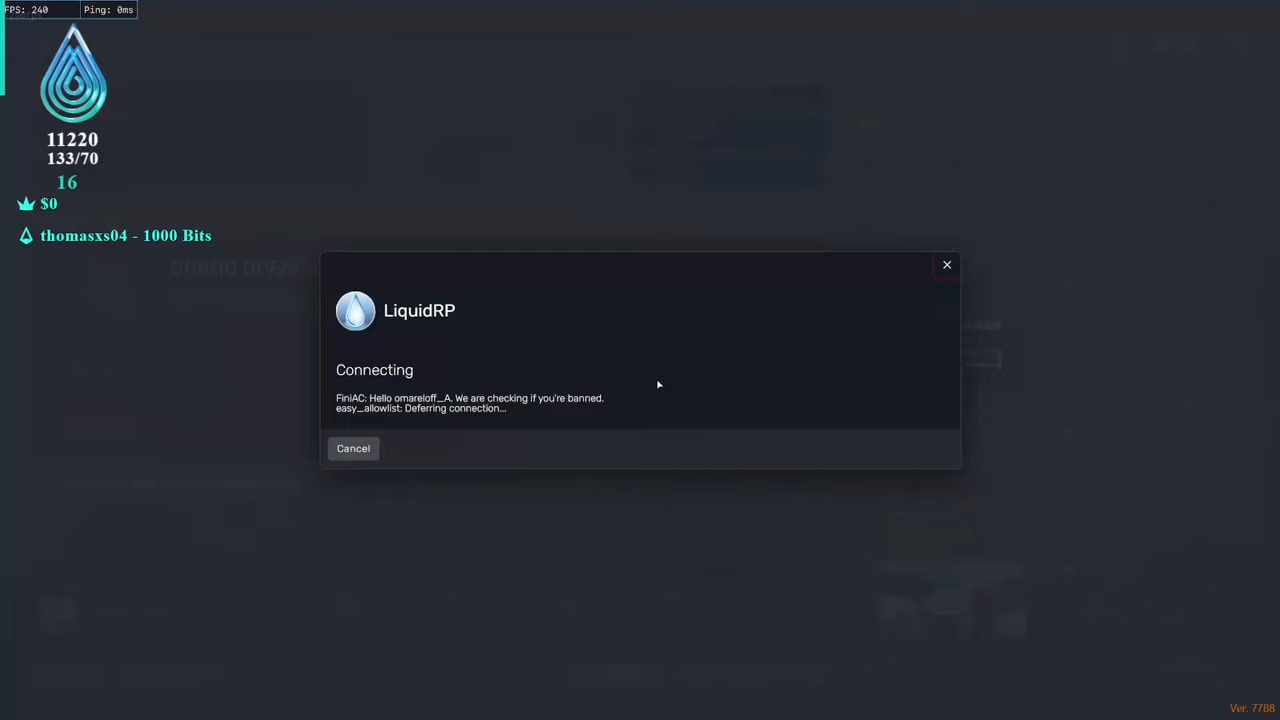 FPS: 240
Ping: 0ms
11220
133/70
16
$0
thomasxs04 - 1000 Bits
LiquidRP
Connecting
FiniAC: Hello omareloff_A. We are checking if you're banned.
easy_allowlist: Deferring connection...
Cancel
Ver. 7788